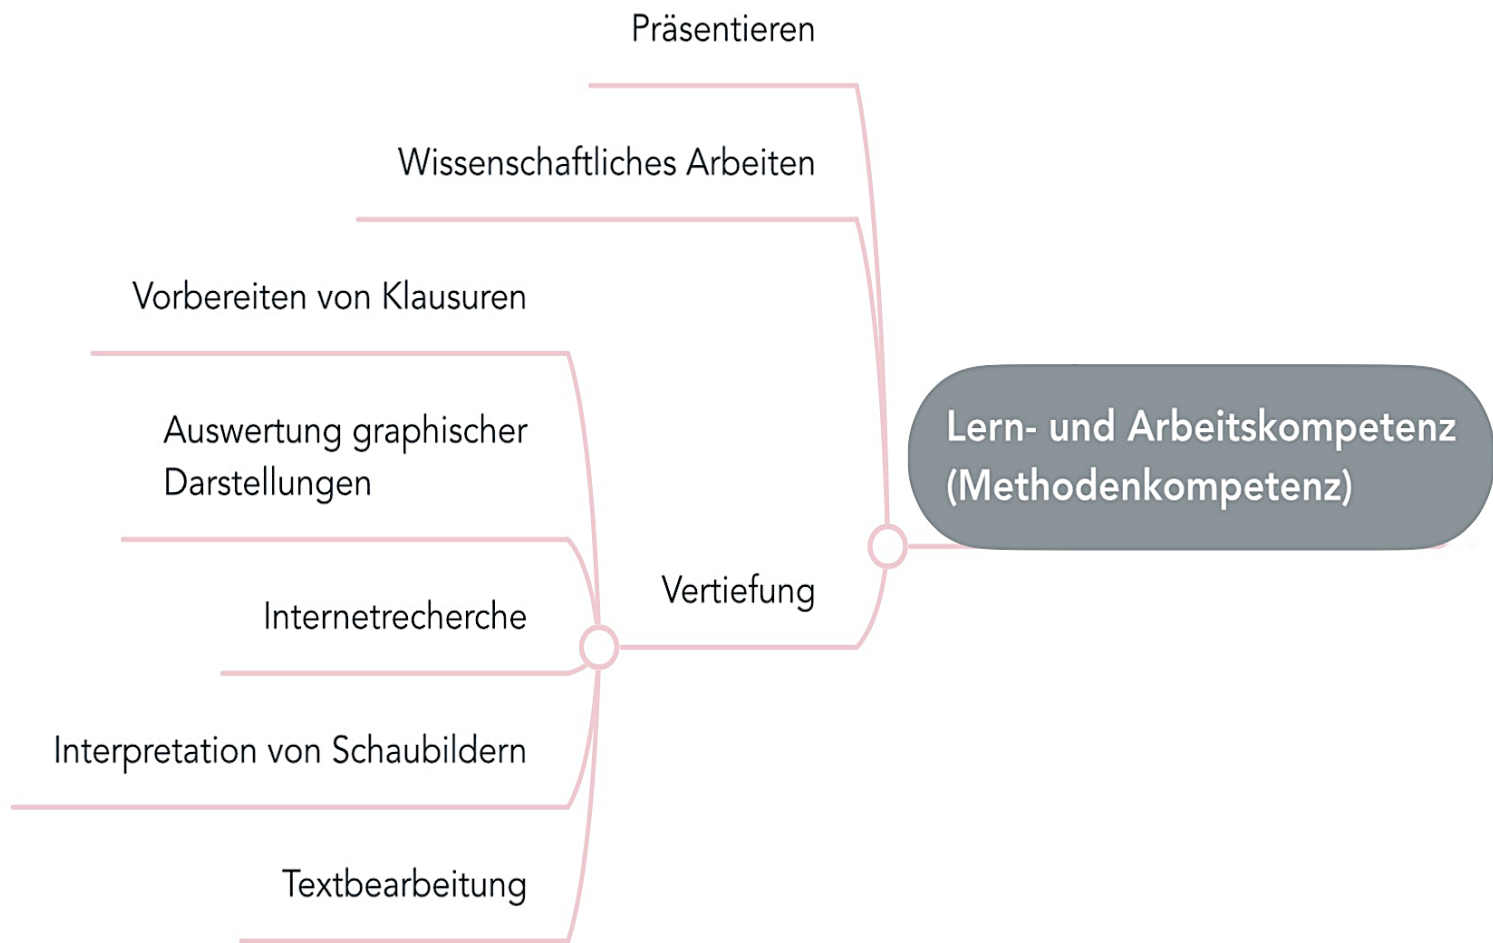 Präsentieren
Wissenschaftliches Arbeiten
Vorbereiten von Klausuren
Auswertung graphischer
Darstellungen
Internetrecherche
Interpretation von Schaubildern
Textbearbeitung
Vertiefung
Lern- und Arbeitskompetenz
(Methodenkompetenz)